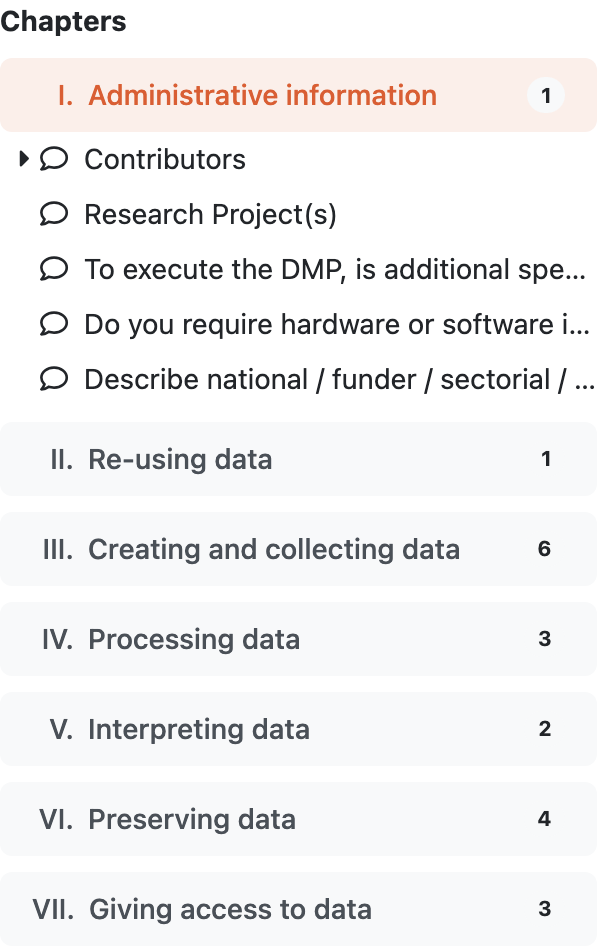 Chapters
I. Administrative information 1
Contributors
Research Project(s)
To execute the DMP, is additional spe...
Do you require hardware or software i...
Describe national / funder / sectorial / ...
II. Re-using data 1
III. Creating and collecting data 6
IV. Processing data 3
V. Interpreting data 2
VI. Preserving data 4
VII. Giving access to data 3